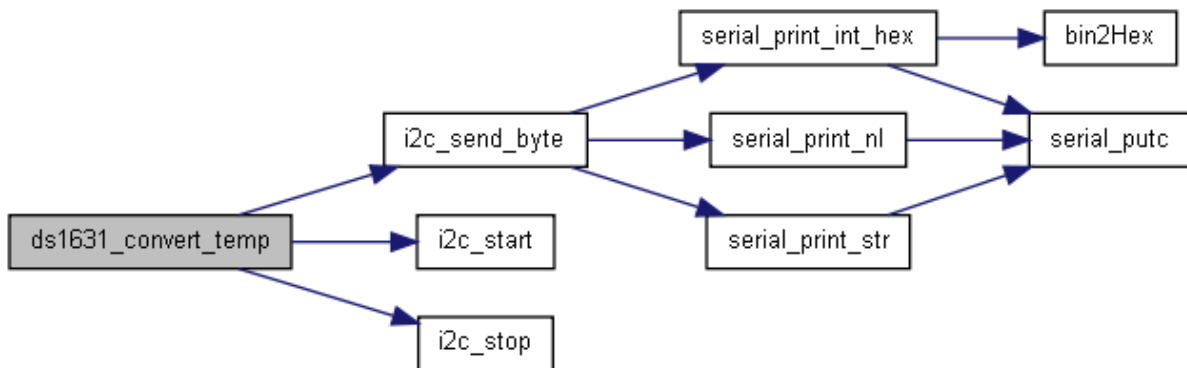 serial_print_int_hex
bin2Hex
i2c_send_byte
serial_print_nl
serial_putc
ds1631_convert_temp
i2c_start
serial_print_str
i2c_stop